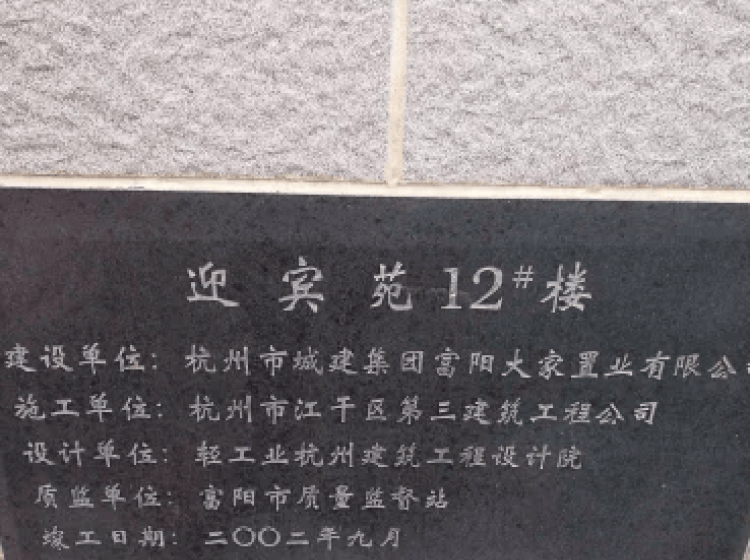 迎宾苑12#楼
建设单位：杭州市城建集团富阳大家置业有限公司
施工单位：杭州市江干区第三建筑工程公司
设计单位：轻工业杭州建筑工程设计院
质监单位：富阳市质量监督站
竣工日期：二〇〇二年九月